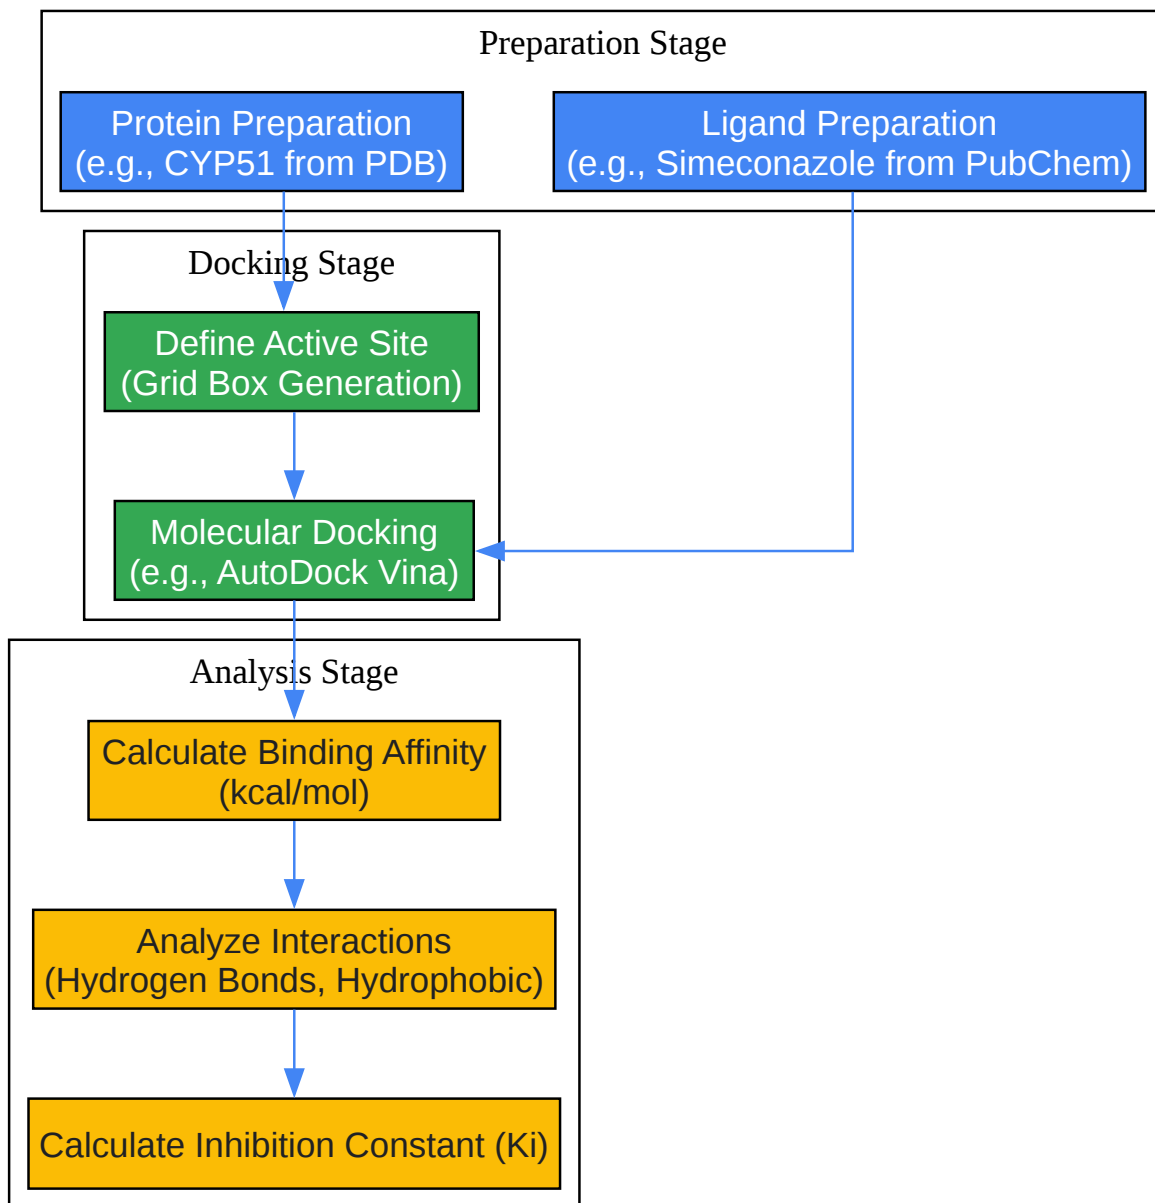 Preparation Stage
Protein Preparation
(e.g., CYP51 from PDB)
Ligand Preparation
(e.g., Simeconazole from PubChem)
Docking Stage
Define Active Site
(Grid Box Generation)
Molecular Docking
(e.g., AutoDock Vina)
Analysis Stage
Calculate Binding Affinity
(kcal/mol)
Analyze Interactions
(Hydrogen Bonds, Hydrophobic)
Calculate Inhibition Constant (Ki)